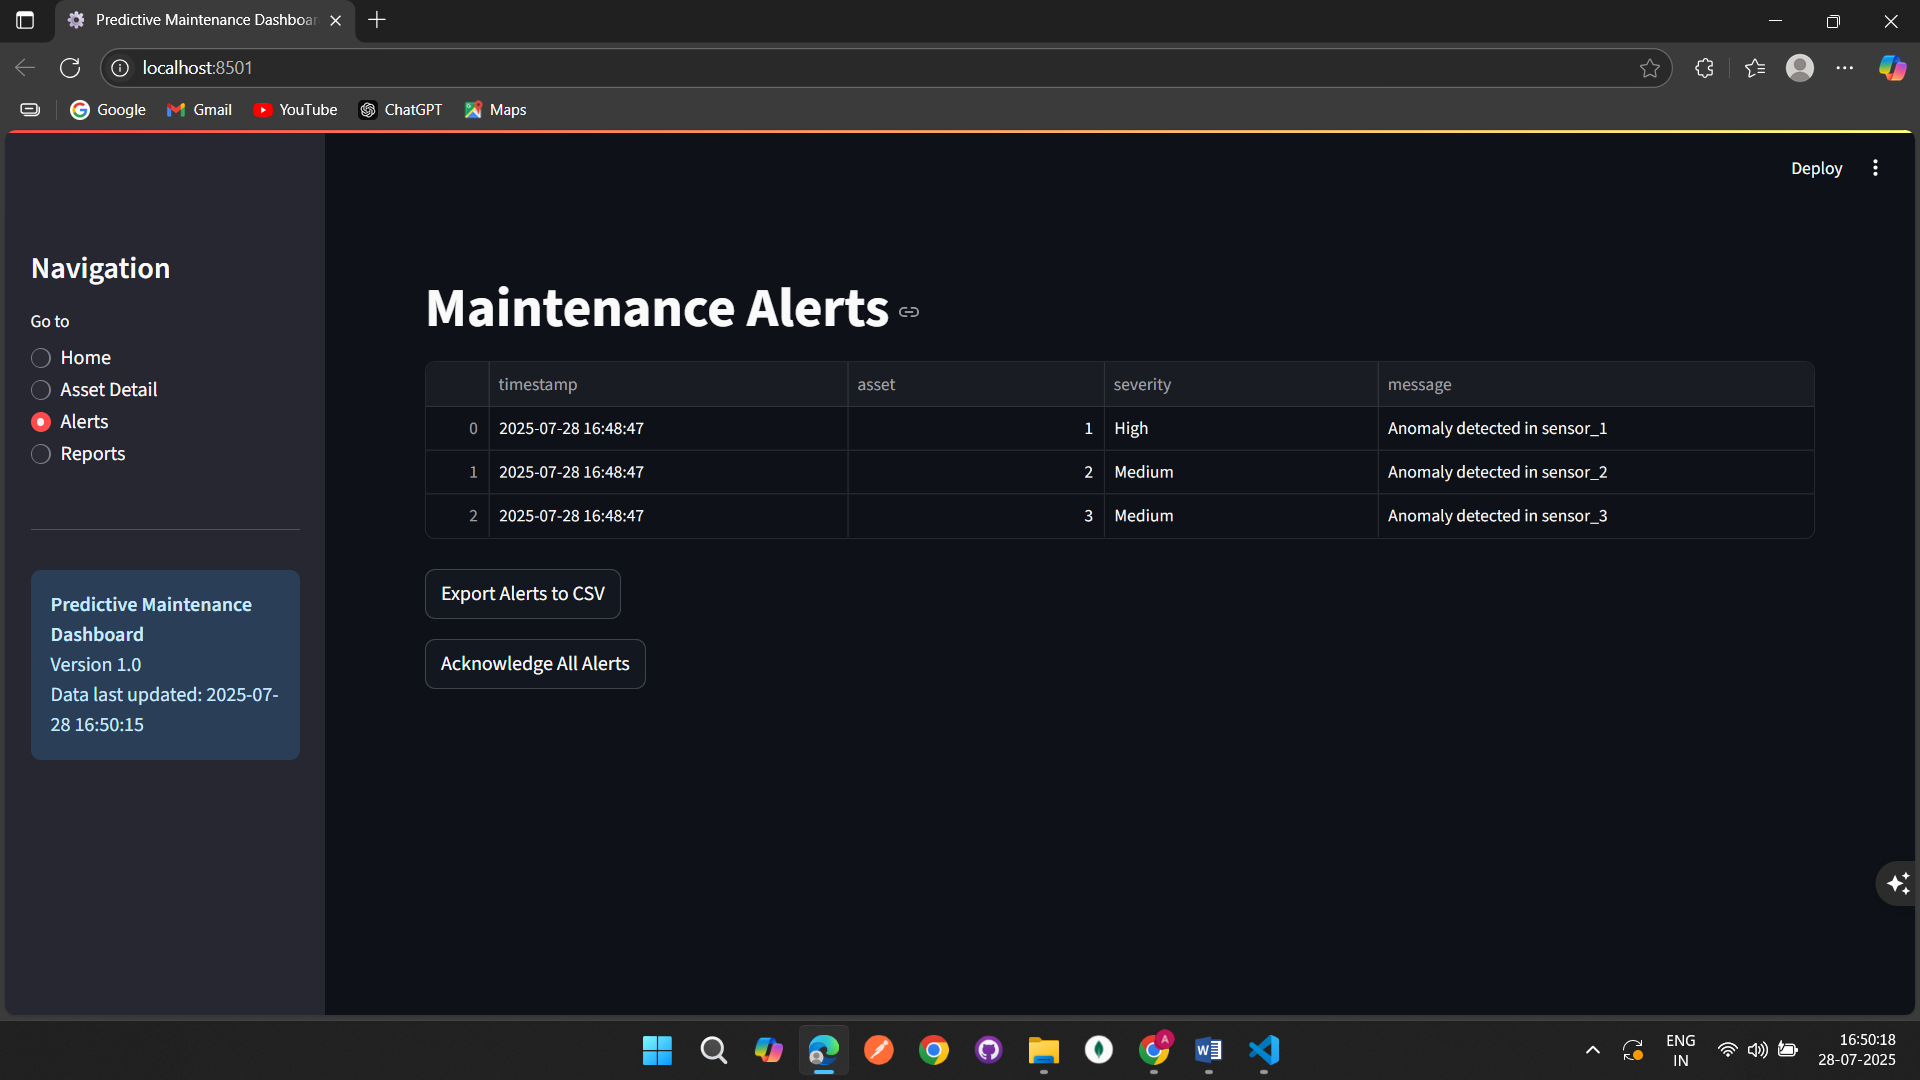 Predictive Maintenance Dashboar
localhost:8501
Google Gmail YouTube ChatGPT Maps
Deploy
Navigation
Go to
Home
Asset Detail
Alerts
Reports
Predictive Maintenance
Dashboard
Version 1.0
Data last updated: 2025-07-
28 16:50:15
Maintenance Alerts
timestamp asset severity message
0 2025-07-28 16:48:47 1 High Anomaly detected in sensor_1
1 2025-07-28 16:48:47 2 Medium Anomaly detected in sensor_2
2 2025-07-28 16:48:47 3 Medium Anomaly detected in sensor_3
Export Alerts to CSV
Acknowledge All Alerts
A
W
ENG
IN
16:50:18
28-07-2025